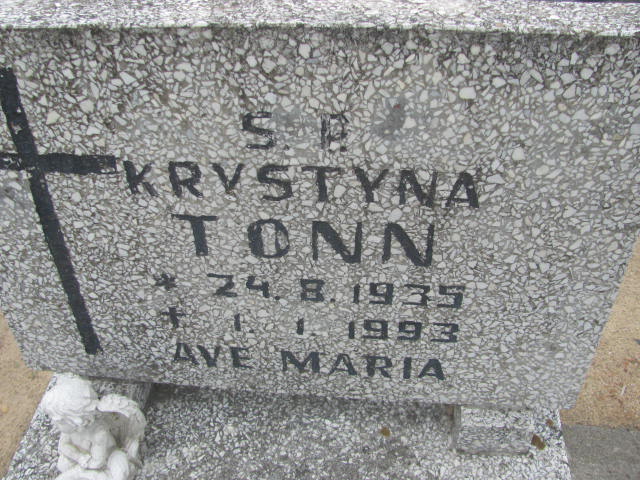 S. P.
KRYSTYNA
TONN
* 24. 8. 1935
† 1. 1. 1993
AVE MARIA